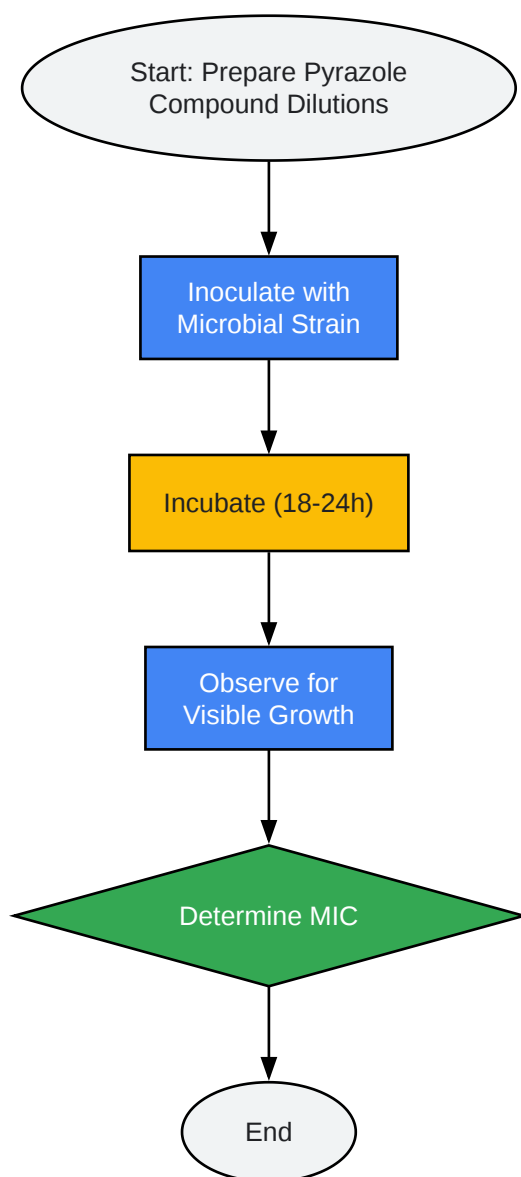 Start: Prepare Pyrazole
Compound Dilutions
Inoculate with
Microbial Strain
Incubate (18-24h)
Observe for
Visible Growth
Determine MIC
End